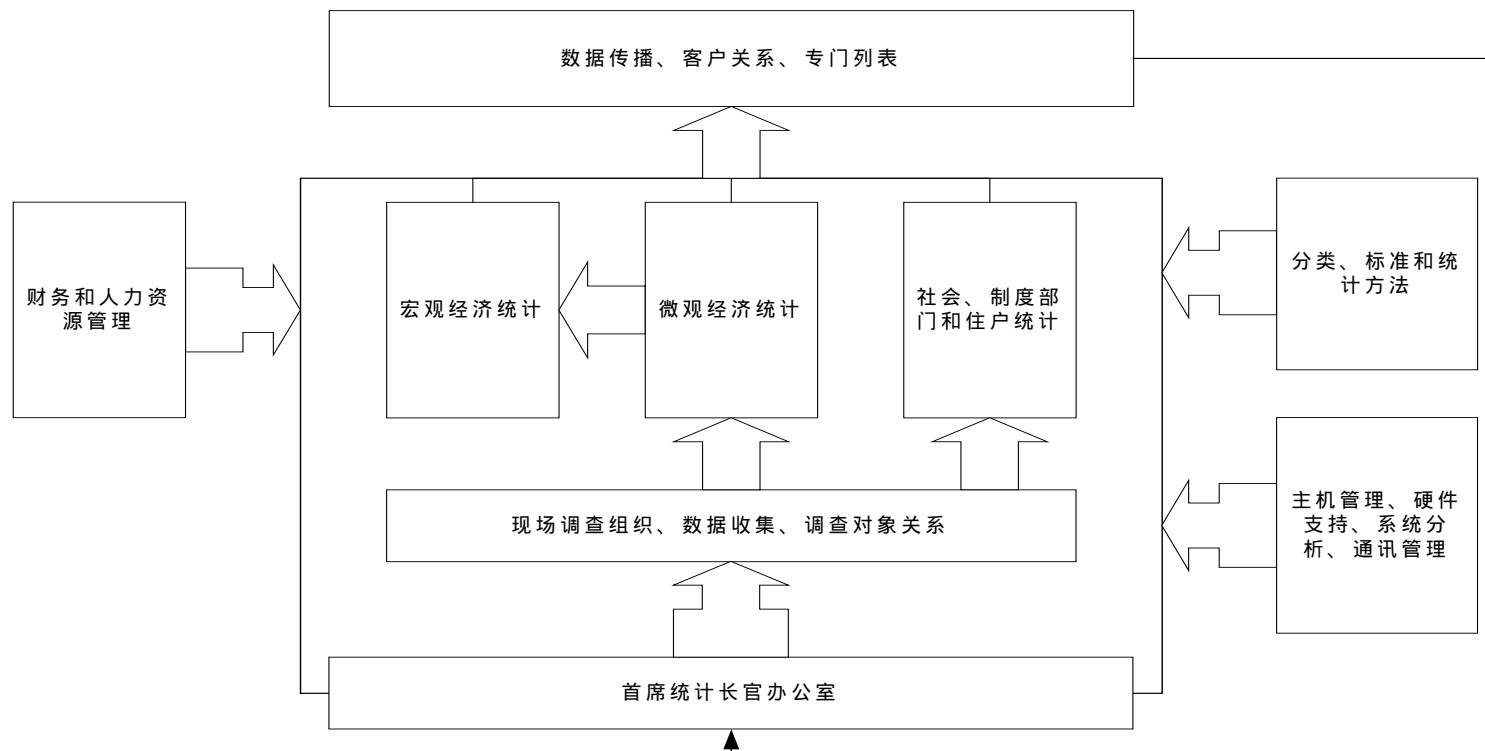 数据传播、客户关系、专门列表
财务和人力资
源管理
宏观经济统计
微观经济统计
社会、制度部
门和住户统计
分类、标准和统
计方法
现场调查组织、数据收集、调查对象关系
主机管理、硬件
支持、系统分
析、通讯管理
首席统计长官办公室